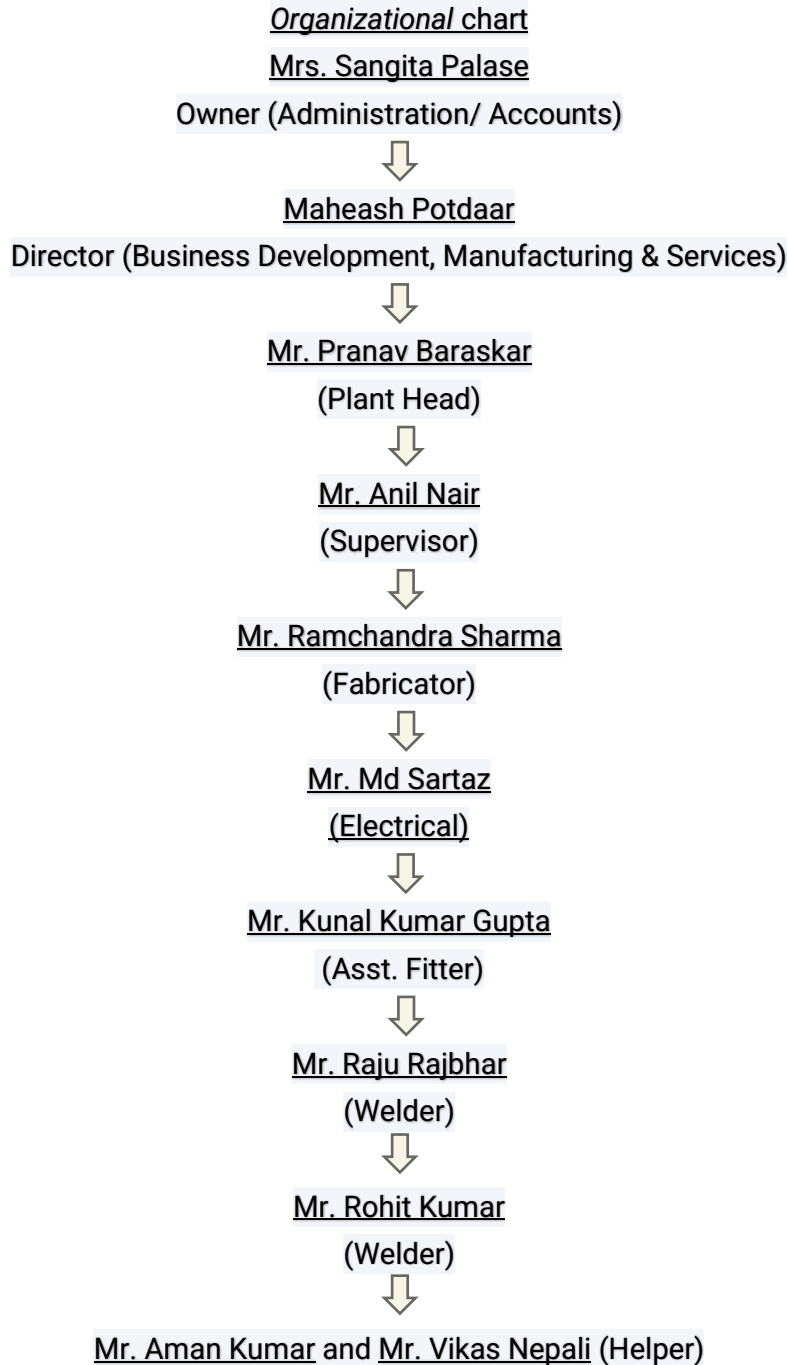 Organizational chart
Mrs. Sangita Palase
Owner (Administration/ Accounts)
Maheash Potdaar
Director (Business Development, Manufacturing & Services)
Mr. Pranav Baraskar
(Plant Head)
Mr. Anil Nair
(Supervisor)
Mr. Ramchandra Sharma
(Fabricator)
Mr. Md Sartaz
(Electrical)
Mr. Kunal Kumar Gupta
(Asst. Fitter)
Mr. Raju Rajbhar
(Welder)
Mr. Rohit Kumar
(Welder)
Mr. Aman Kumar and Mr. Vikas Nepali (Helper)